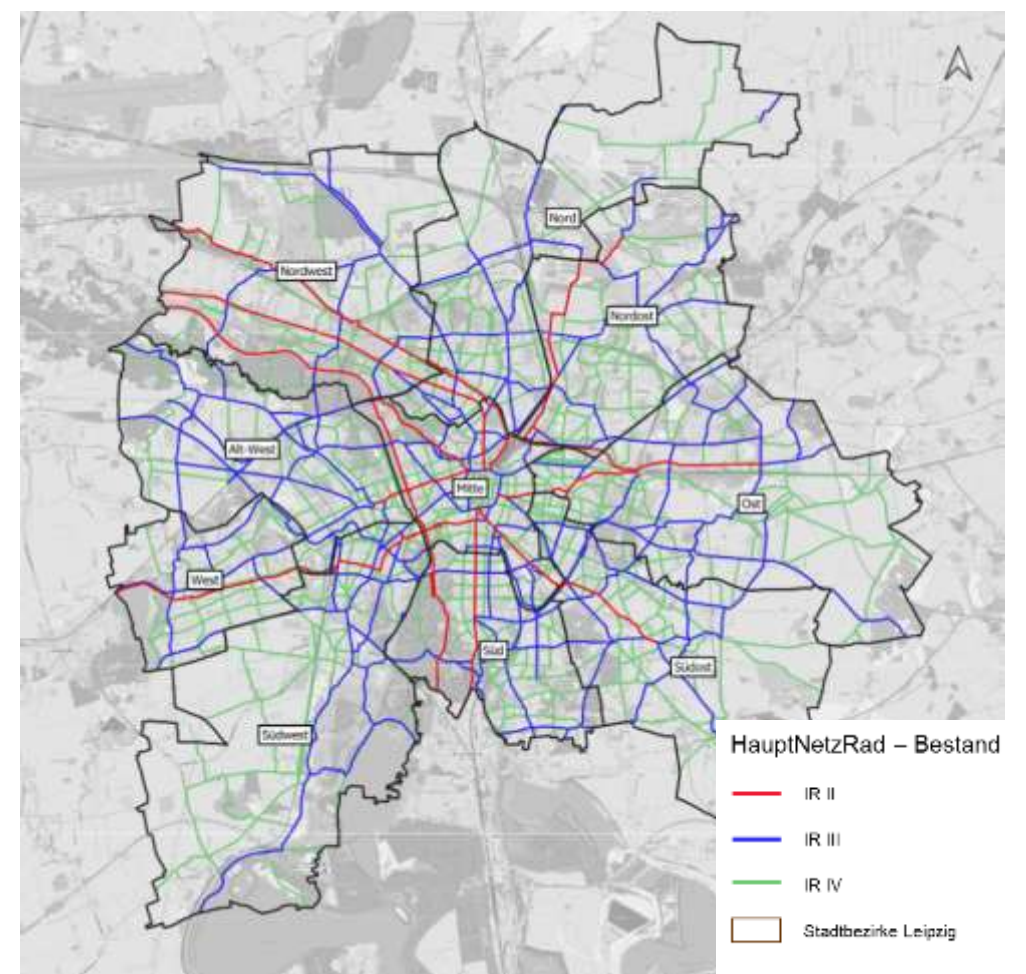 Nord
Nordwest
Nordost
Alt-West
Mitte
Ost
West
Süd
Südost
Südwest
HauptNetzRad – Bestand
IR II
IR III
IR IV
Stadtbezirke Leipzig